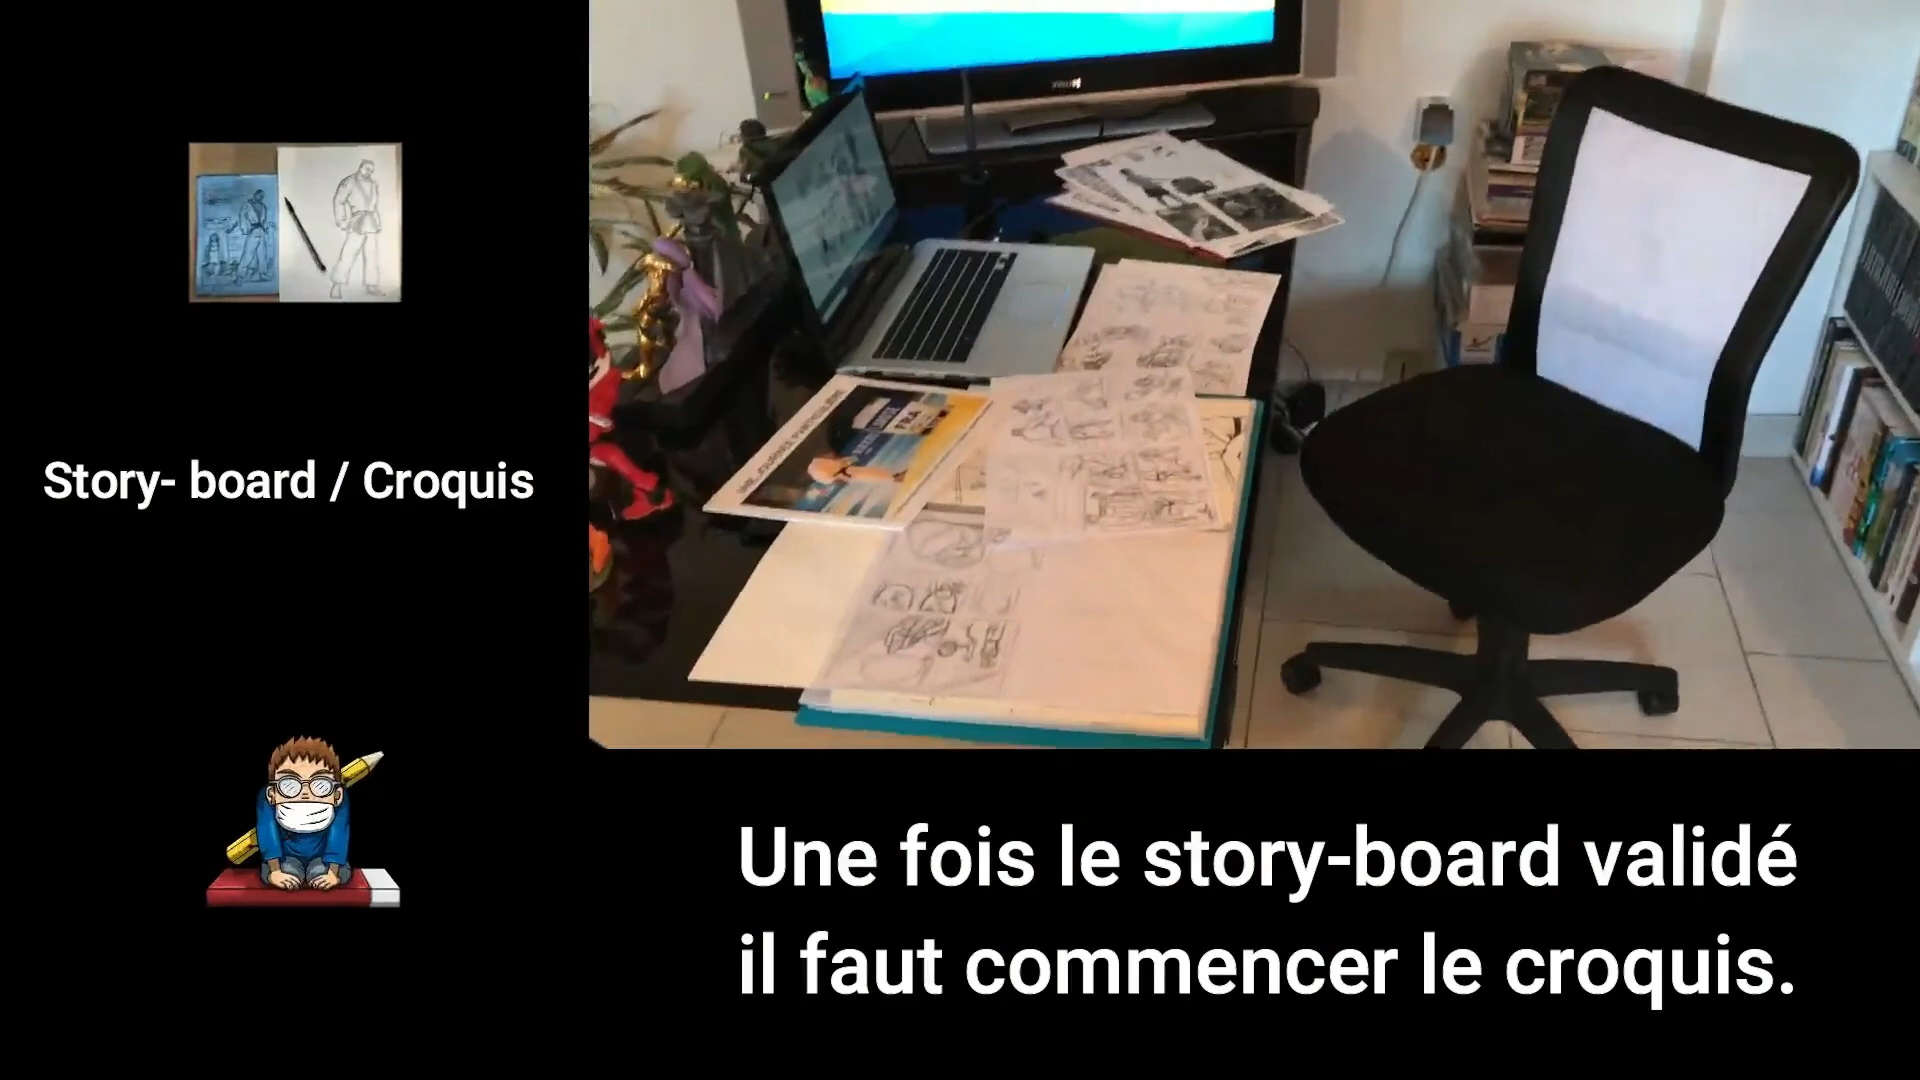 Story- board / Croquis
Une fois le story-board validé
il faut commencer le croquis.